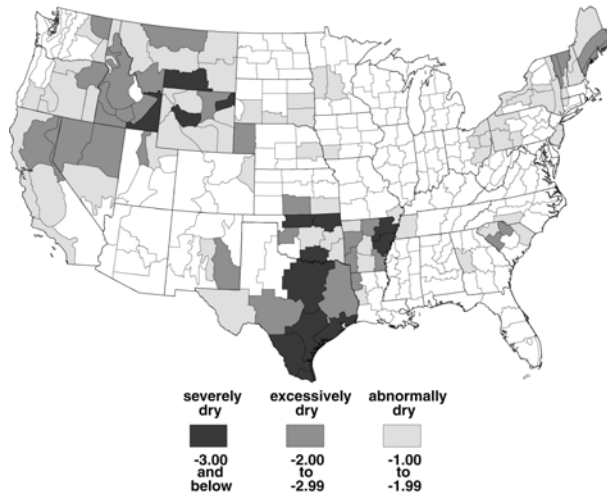 severely dry
excessively dry
abnormally dry
-3.00 and below
-2.00 to -2.99
-1.00 to -1.99